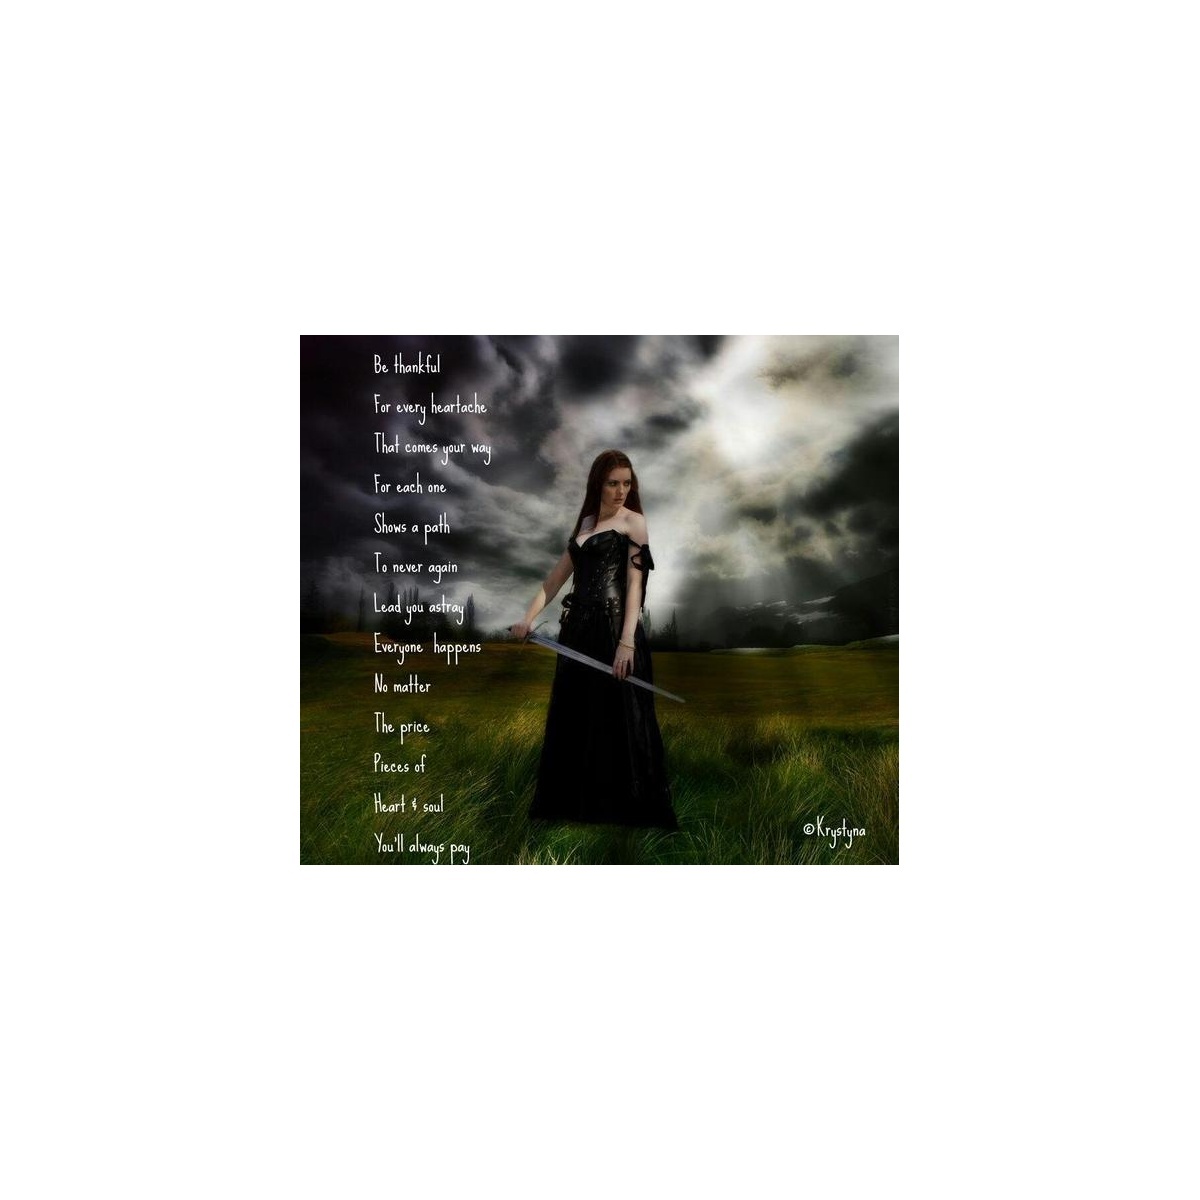 Be thankful
For every heartache
That comes your way
For each one
Shows a path
To never again
Lead you astray
Everyone happens
No matter
The price
Pieces of
Heart & soul
You'll always pay
©Krystyna